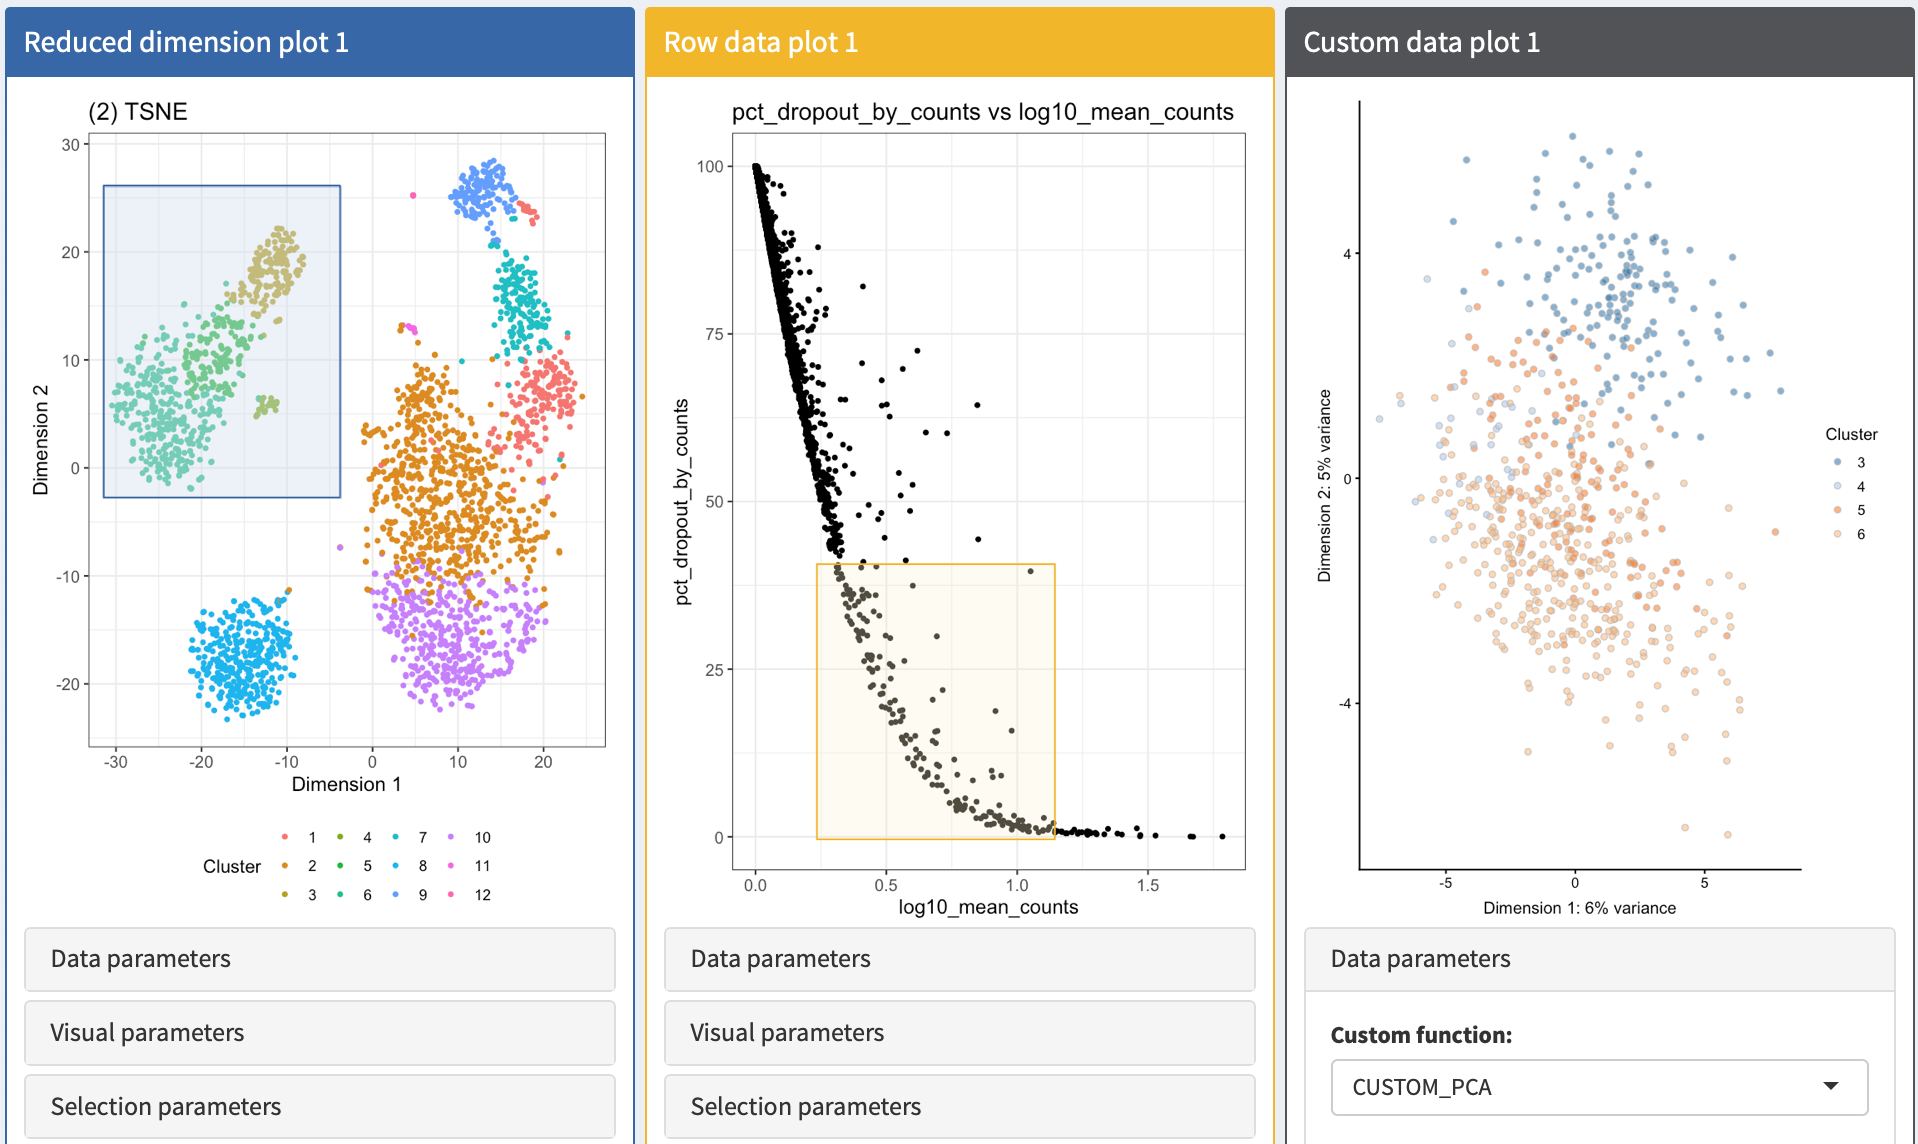 Reduced dimension plot 1
(2) TSNE
30
20
10
0
-10
-20
Dimension 2
-30 -20 -10 0 10 20
Dimension 1
Cluster
1 4 7 10
2 5 8 11
3 6 9 12
Data parameters
Visual parameters
Selection parameters
Row data plot 1
pct_dropout_by_counts vs log10_mean_counts
100
75
50
25
0
pct_dropout_by_counts
0.0 0.5 1.0 1.5
log10_mean_counts
Data parameters
Visual parameters
Selection parameters
Custom data plot 1
4
0
-4
Dimension 2: 5% variance
-5 0 5
Dimension 1: 6% variance
Cluster
3
4
5
6
Data parameters
Custom function:
CUSTOM_PCA